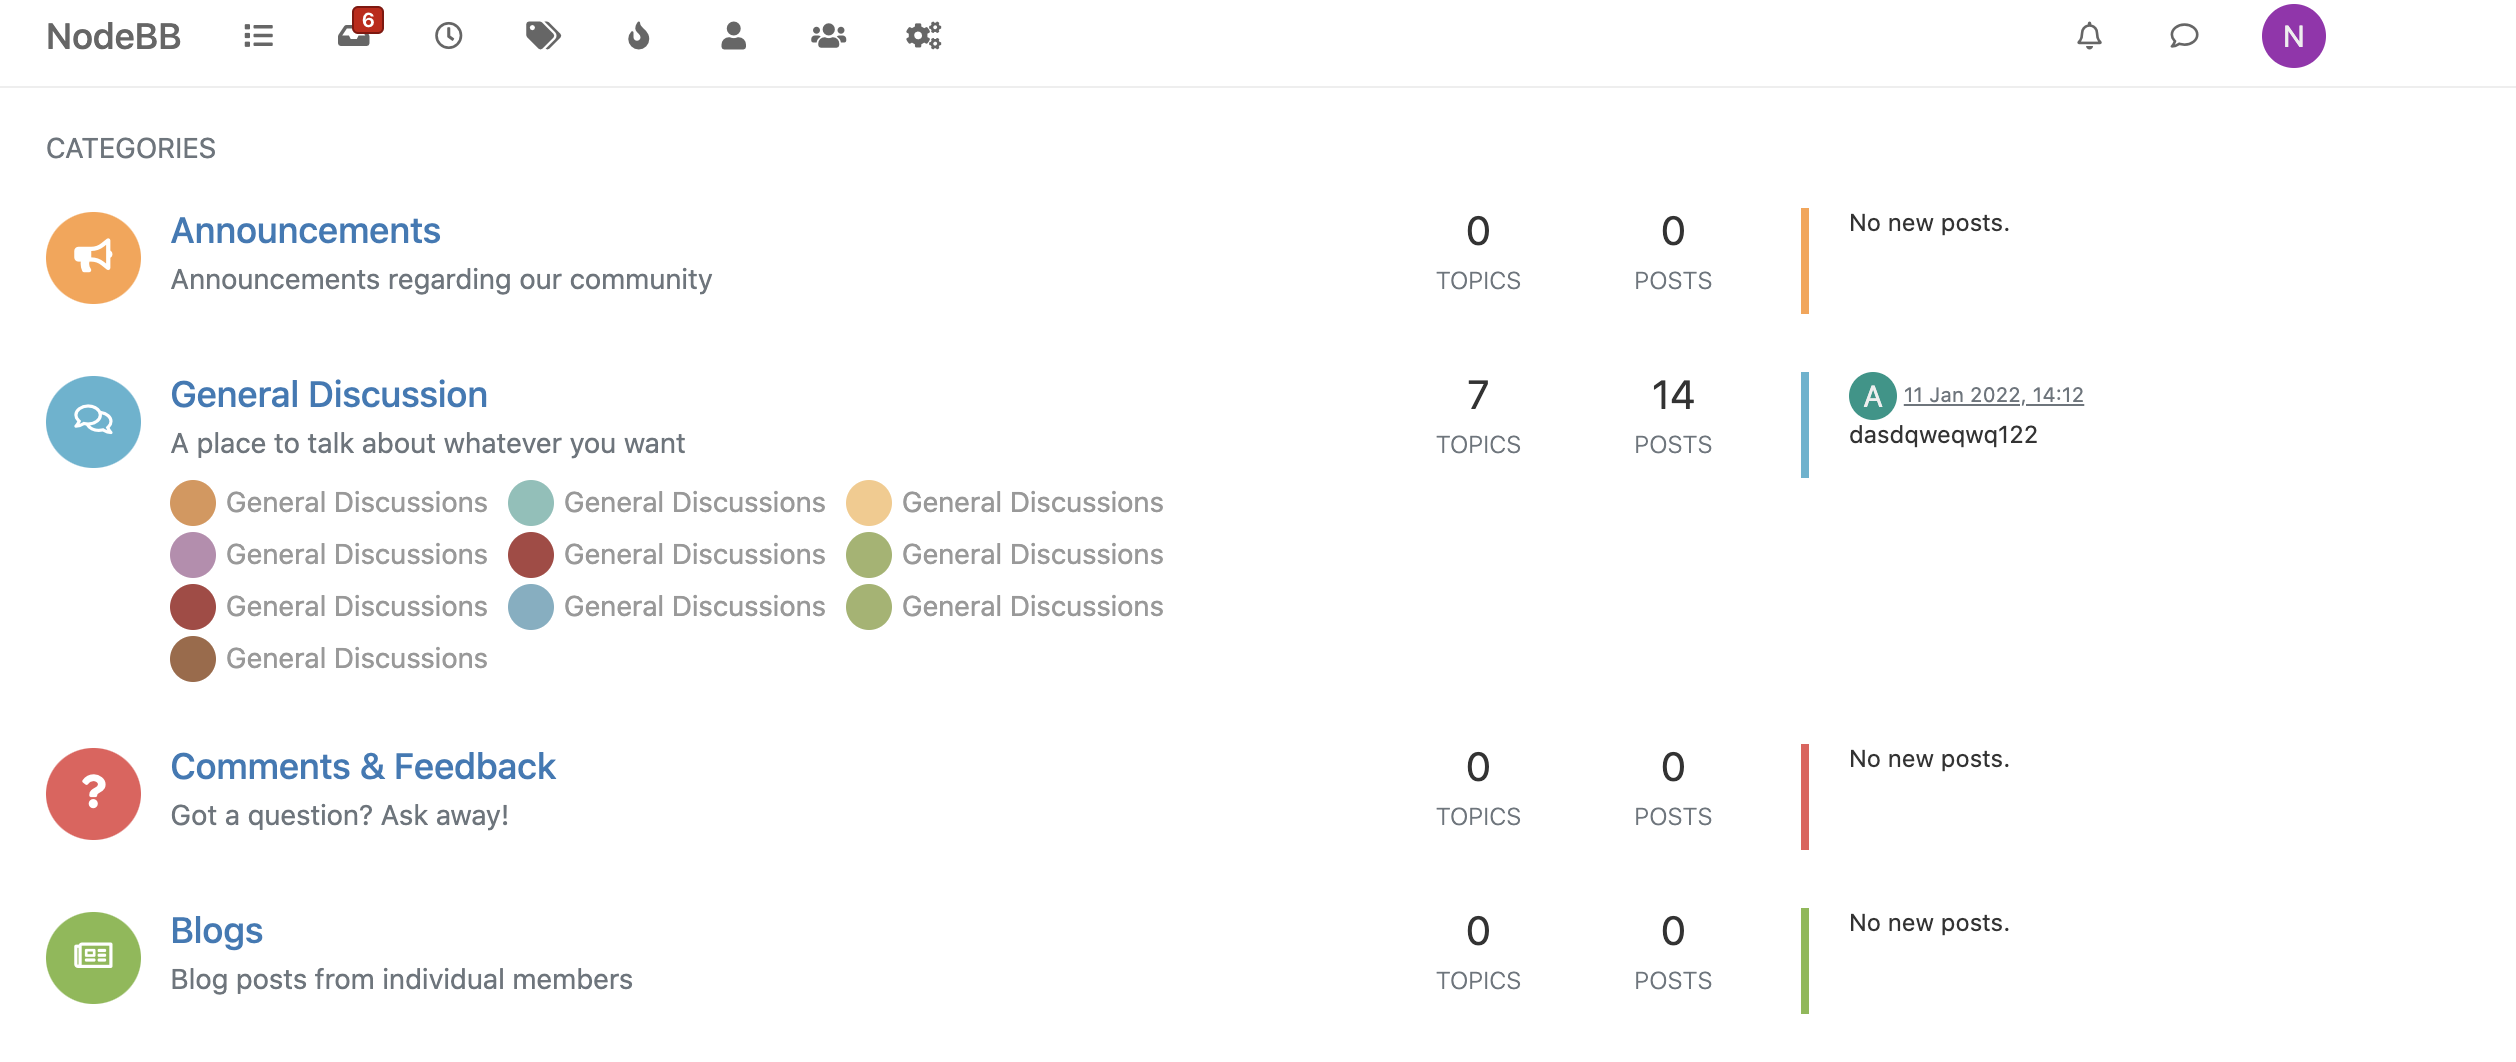 NodeBB 6 N
CATEGORIES
Announcements
Announcements regarding our community
0 TOPICS
0 POSTS
No new posts.
General Discussion
A place to talk about whatever you want
General Discussions General Discussions General Discussions
General Discussions General Discussions General Discussions
General Discussions General Discussions General Discussions
General Discussions
7 TOPICS
14 POSTS
A 11 Jan 2022, 14:12
dasdqweqwq122
Comments & Feedback
Got a question? Ask away!
0 TOPICS
0 POSTS
No new posts.
Blogs
Blog posts from individual members
0 TOPICS
0 POSTS
No new posts.